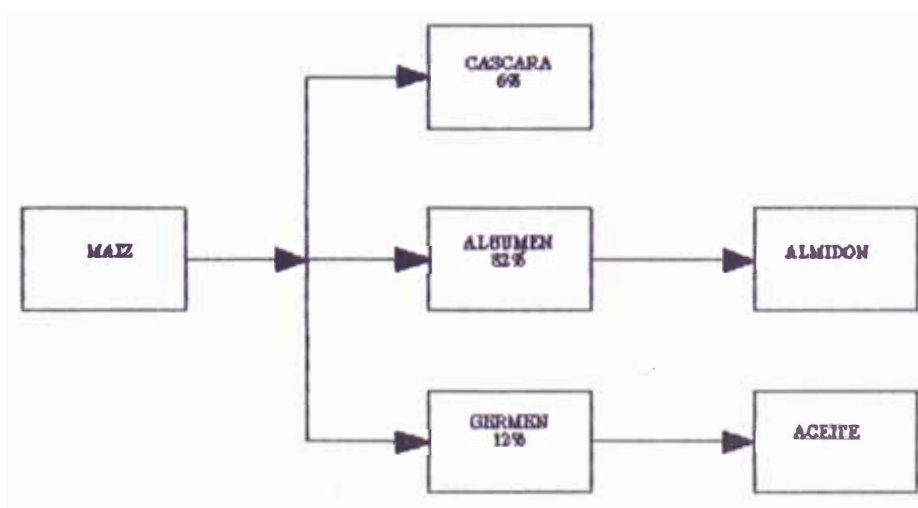 CASCARA
6%
MAIZ
ALBUMEN
82%
ALMIDON
GERMEN
12%
ACEITE